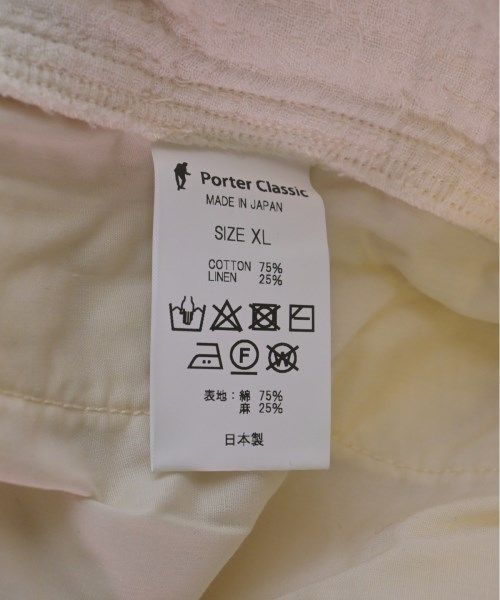 Porter Classic
MADE IN JAPAN
SIZE XL
COTTON 75%
LINEN 25%
F W
表地：綿 75%
麻 25%
日本製